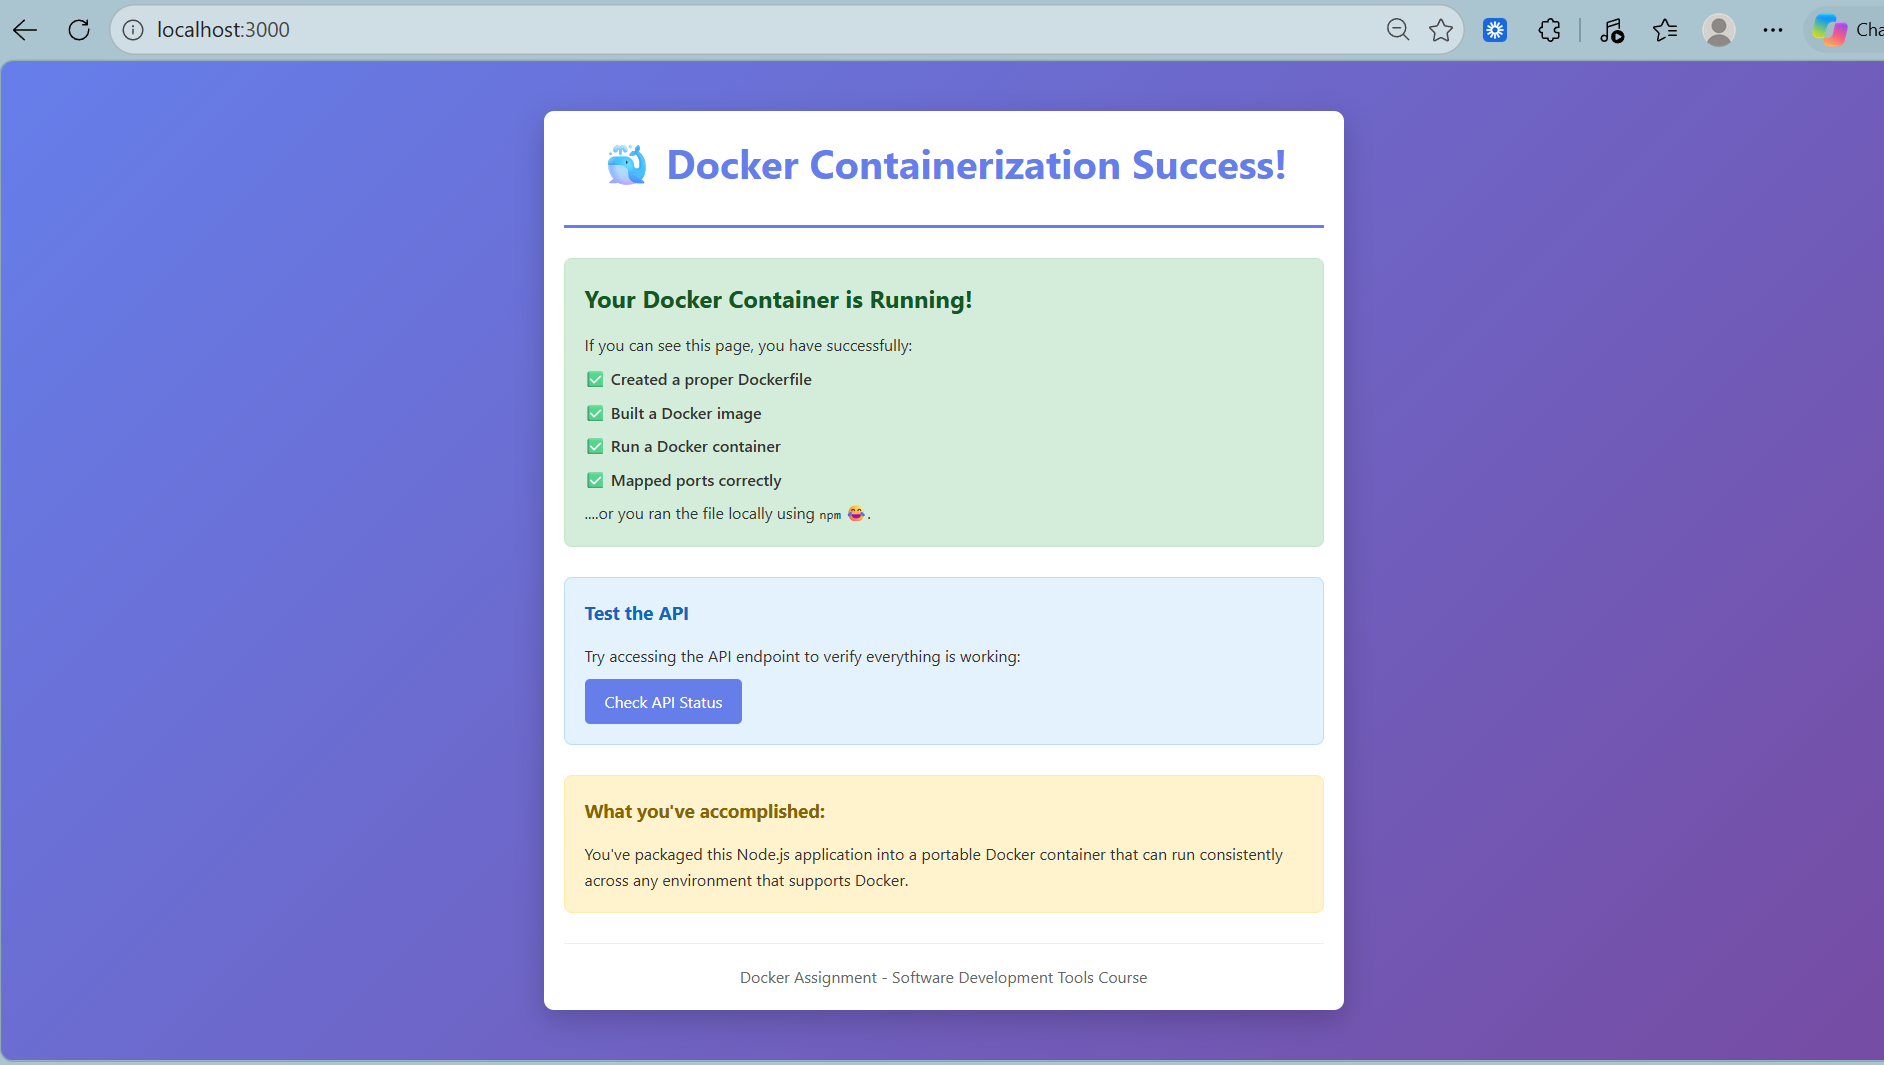 localhost:3000
Cha
Docker Containerization Success!
Your Docker Container is Running!
If you can see this page, you have successfully:
Created a proper Dockerfile
Built a Docker image
Run a Docker container
Mapped ports correctly
....or you ran the file locally using npm 😂.
Test the API
Try accessing the API endpoint to verify everything is working:
Check API Status
What you've accomplished:
You've packaged this Node.js application into a portable Docker container that can run consistently
across any environment that supports Docker.
Docker Assignment - Software Development Tools Course